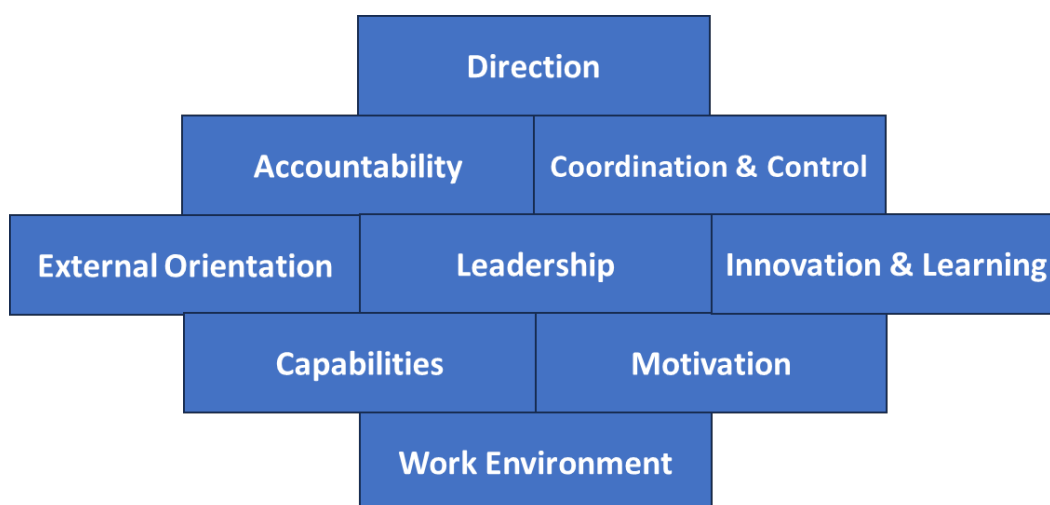 Direction
Accountability
Coordination & Control
External Orientation
Leadership
Innovation & Learning
Capabilities
Motivation
Work Environment